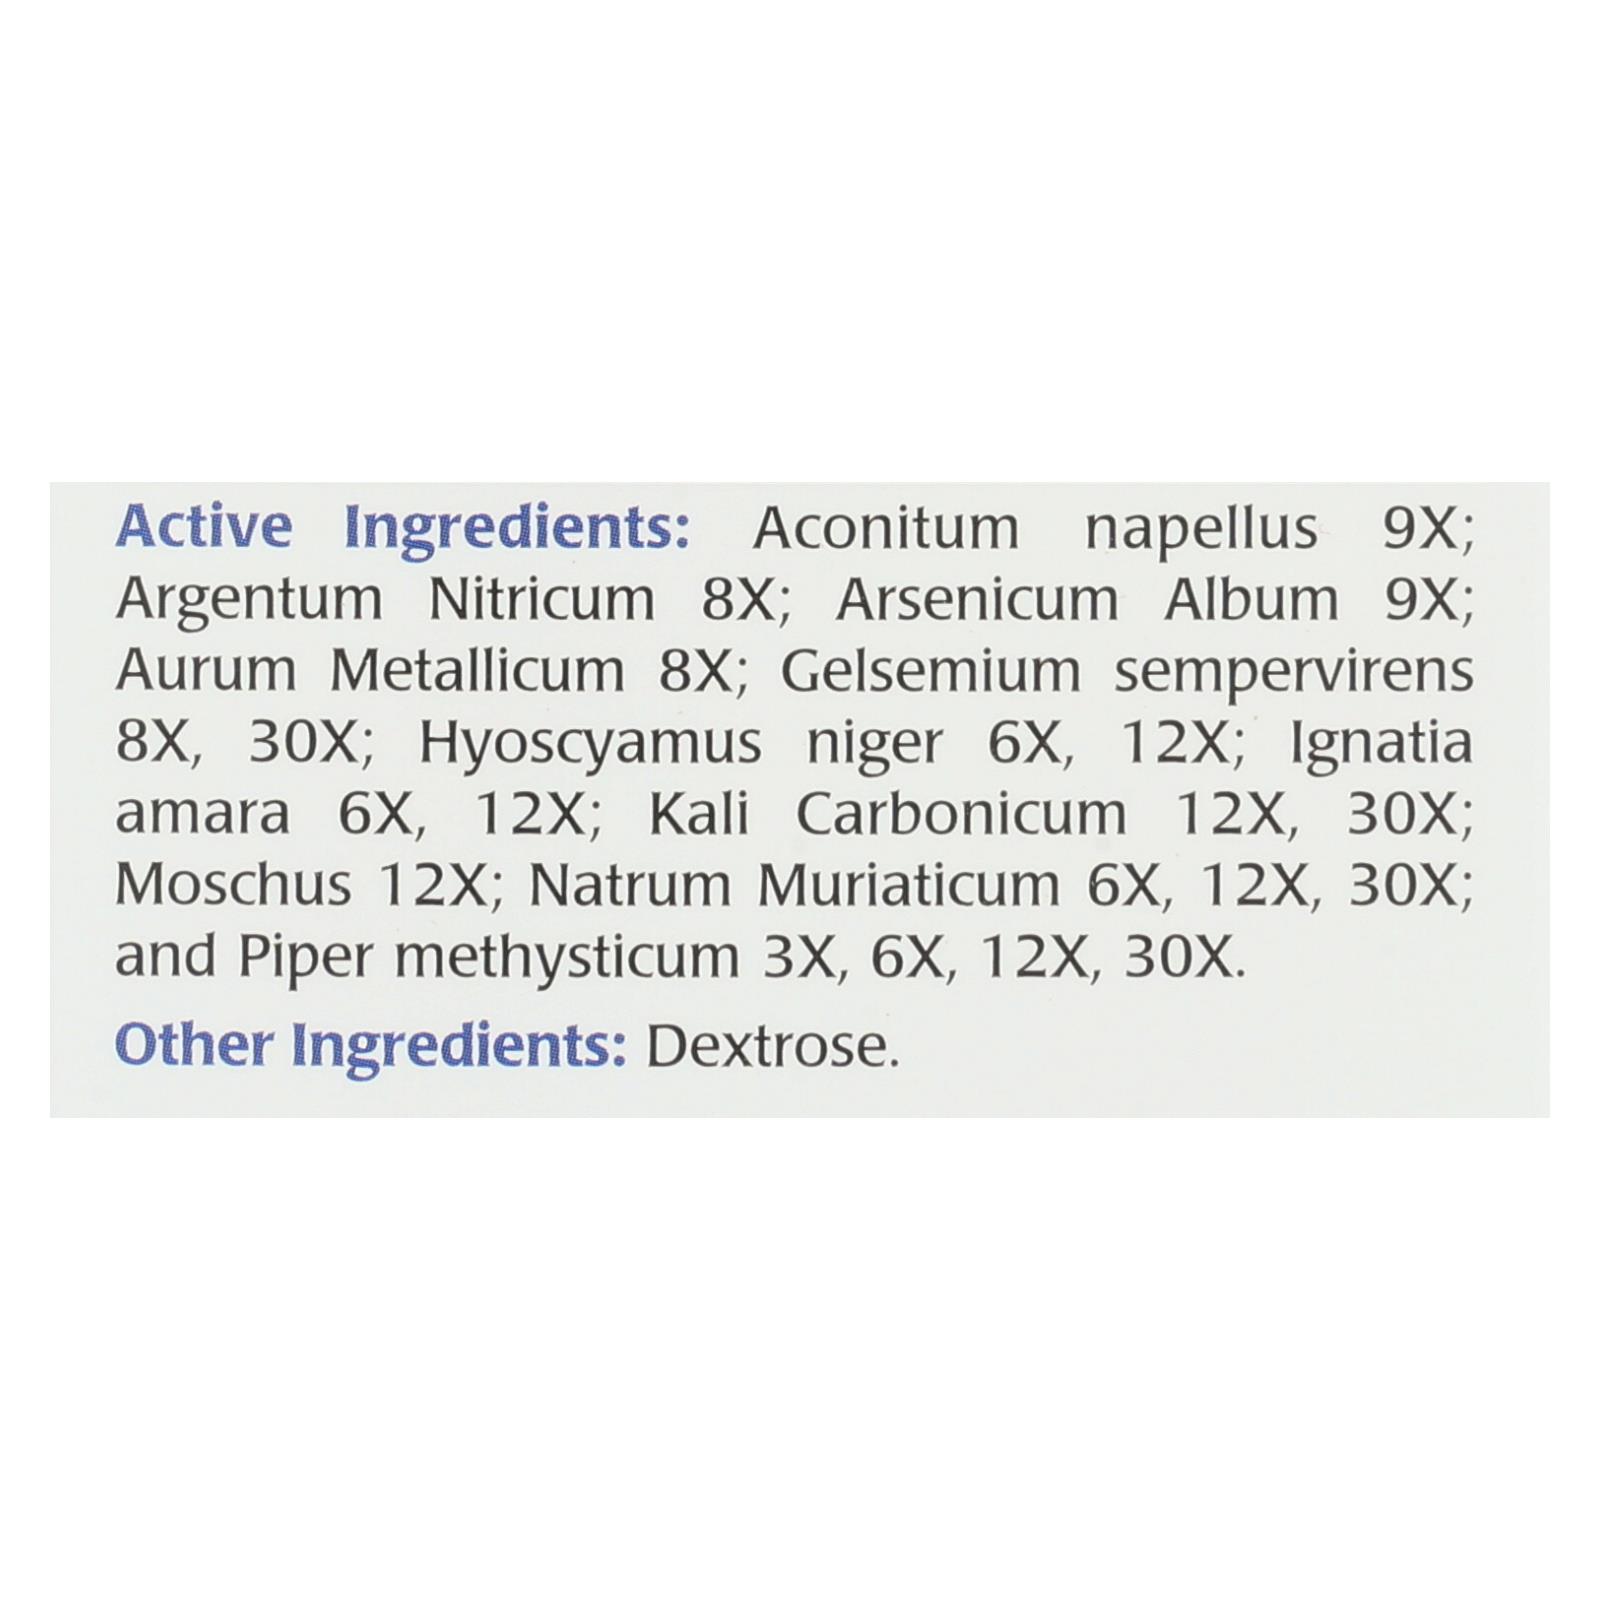 Active Ingredients: Aconitum napellus 9X;
Argentum Nitricum 8X; Arsenicum Album 9X;
Aurum Metallicum 8X; Gelsemium sempervirens
8X, 30X; Hyoscyamus niger 6X, 12X; Ignatia
amara 6X, 12X; Kali Carbonicum 12X, 30X;
Moschus 12X; Natrum Muriaticum 6X, 12X, 30X;
and Piper methysticum 3X, 6X, 12X, 30X.
Other Ingredients: Dextrose.